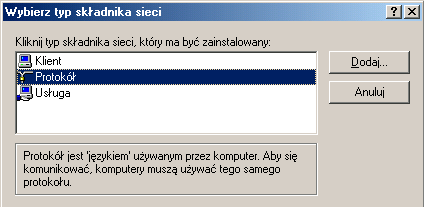 Wybierz typ składnika sieci
Kliknij typ składnika sieci, który ma być zainstalowany:
Klient
Protokół
Usługa
Dodaj...
Anuluj
Protokół jest 'językiem' używanym przez komputer. Aby się
komunikować, komputery muszą używać tego samego
protokołu.